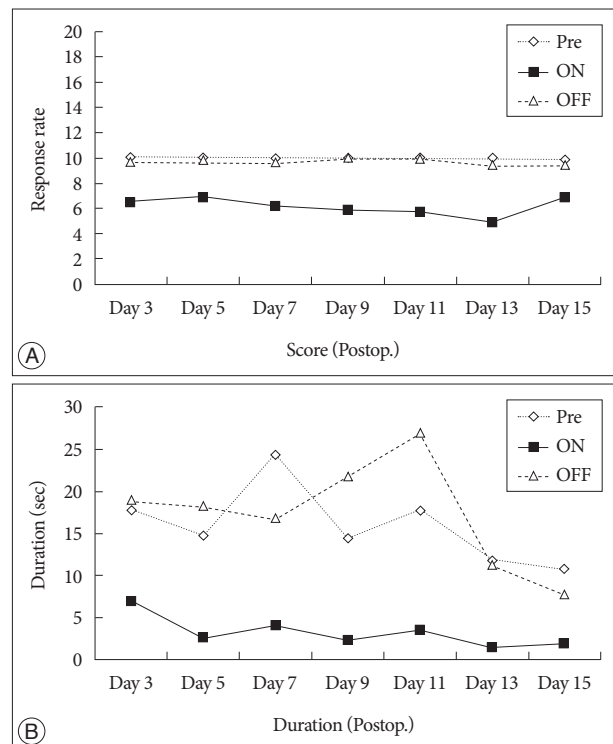 20
18
16
14
12
10
8
6
4
2
0
Response rate
Pre
ON
OFF
Day 3 Day 5 Day 7 Day 9 Day 11 Day 13 Day 15
Score (Postop.)
A
30
25
20
15
10
5
0
Duration (sec)
Pre
ON
OFF
Day 3 Day 5 Day 7 Day 9 Day 11 Day 13 Day 15
Duration (Postop.)
B